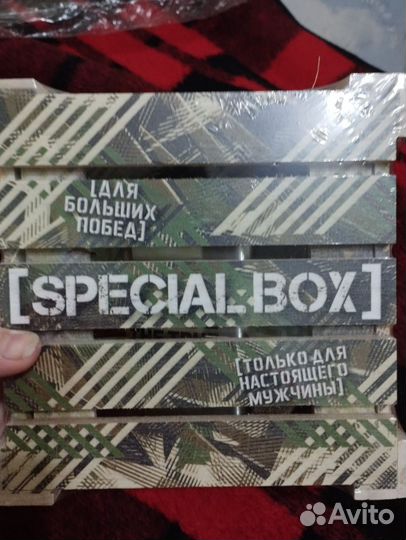 [ДЛЯ
БОЛЬШИХ
ПОБЕД]
[SPECIAL BOX]
[ТОЛЬКО ДЛЯ
НАСТОЯЩЕГО
МУЖЧИНЫ]
Avito